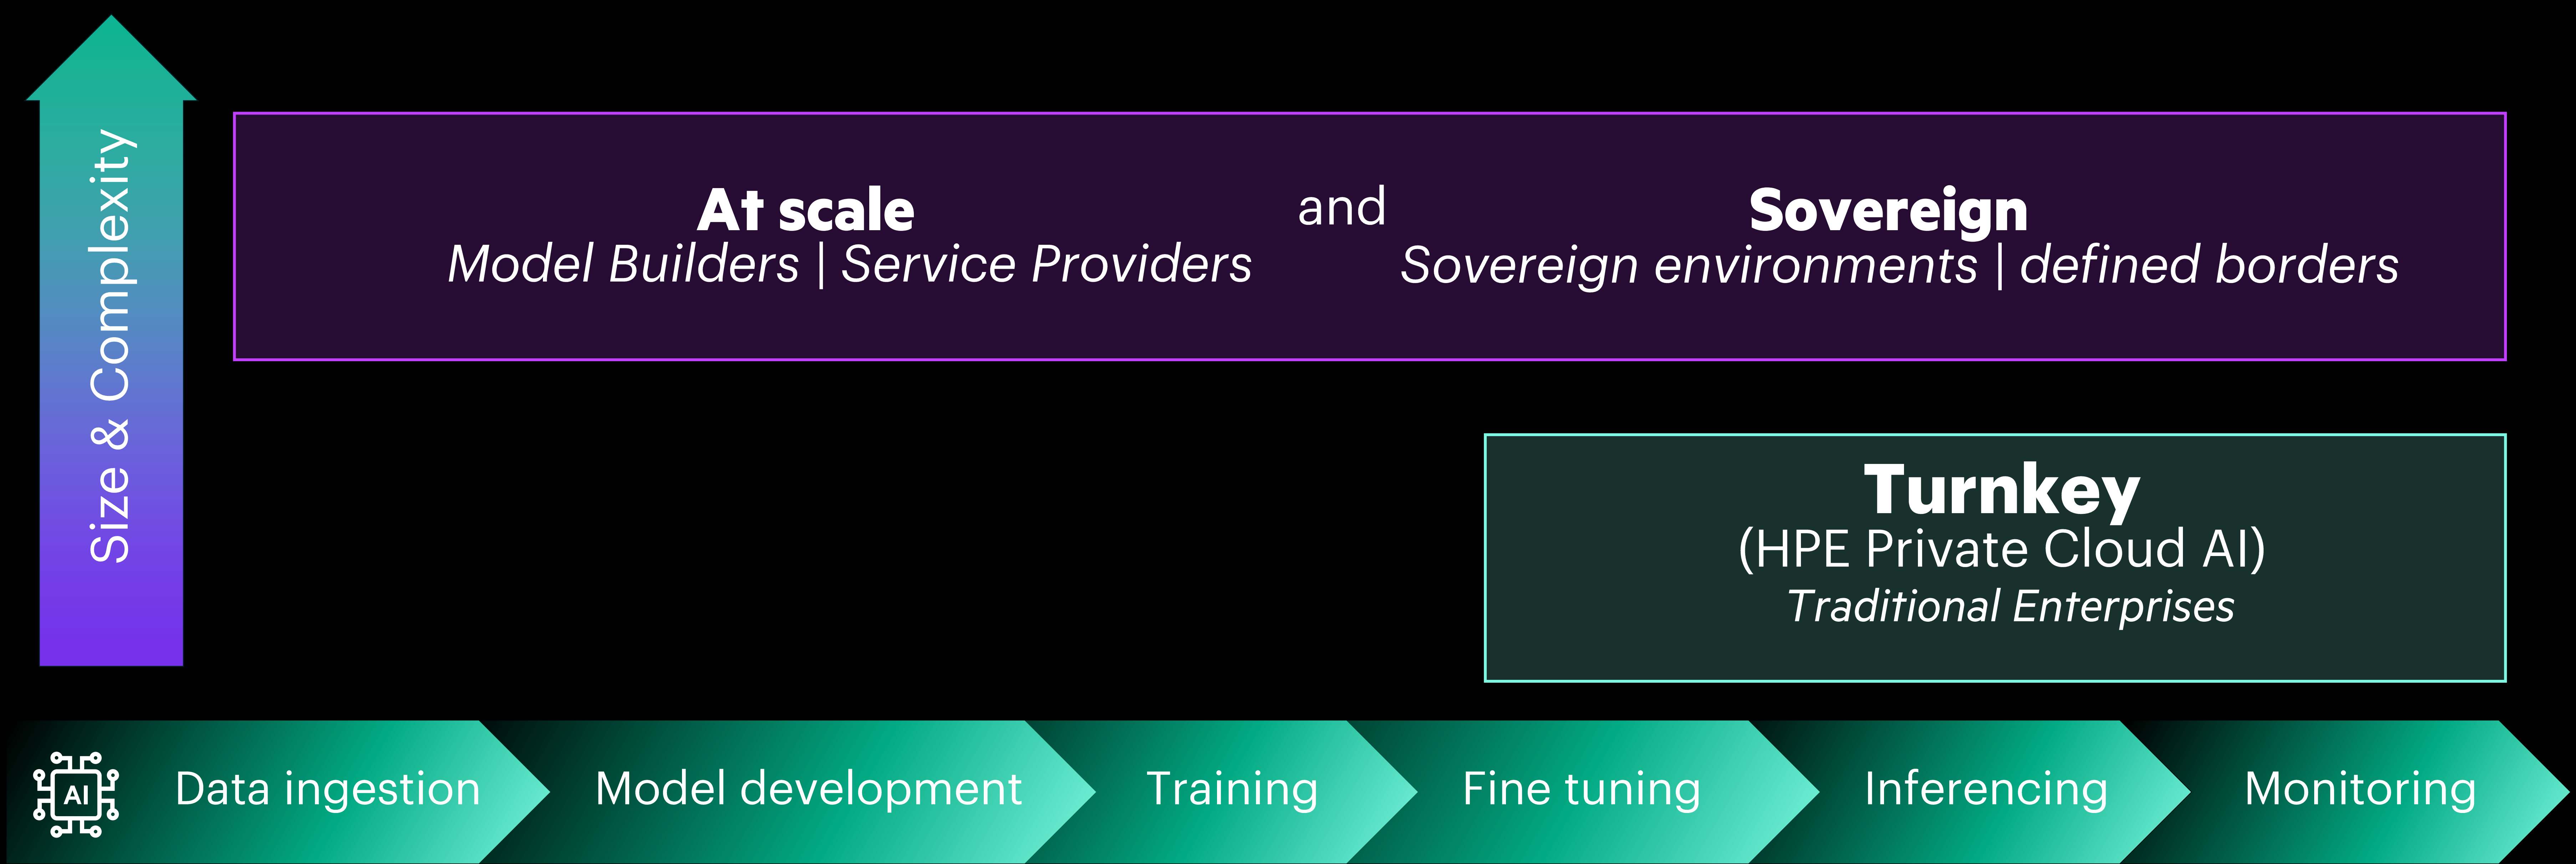 Size & Complexity
At scale and Sovereign
Model Builders | Service Providers
Sovereign environments | defined borders
Turnkey
(HPE Private Cloud AI)
Traditional Enterprises
AI
Data ingestion
Model development
Training
Fine tuning
Inferencing
Monitoring